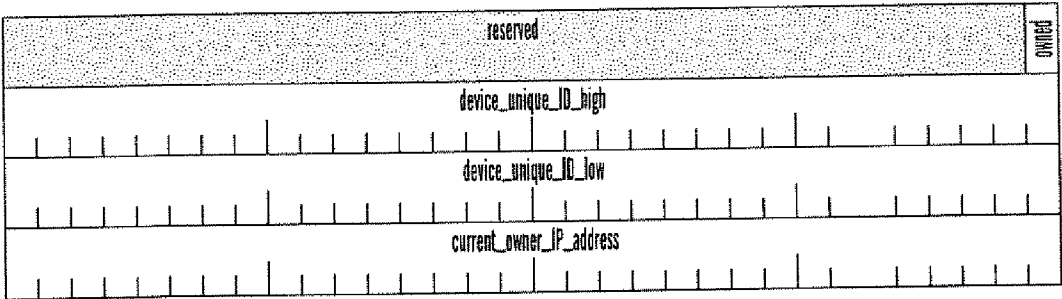 reserved
owned
device_unique_ID_high
device_unique_ID_low
current_owner_IP_address